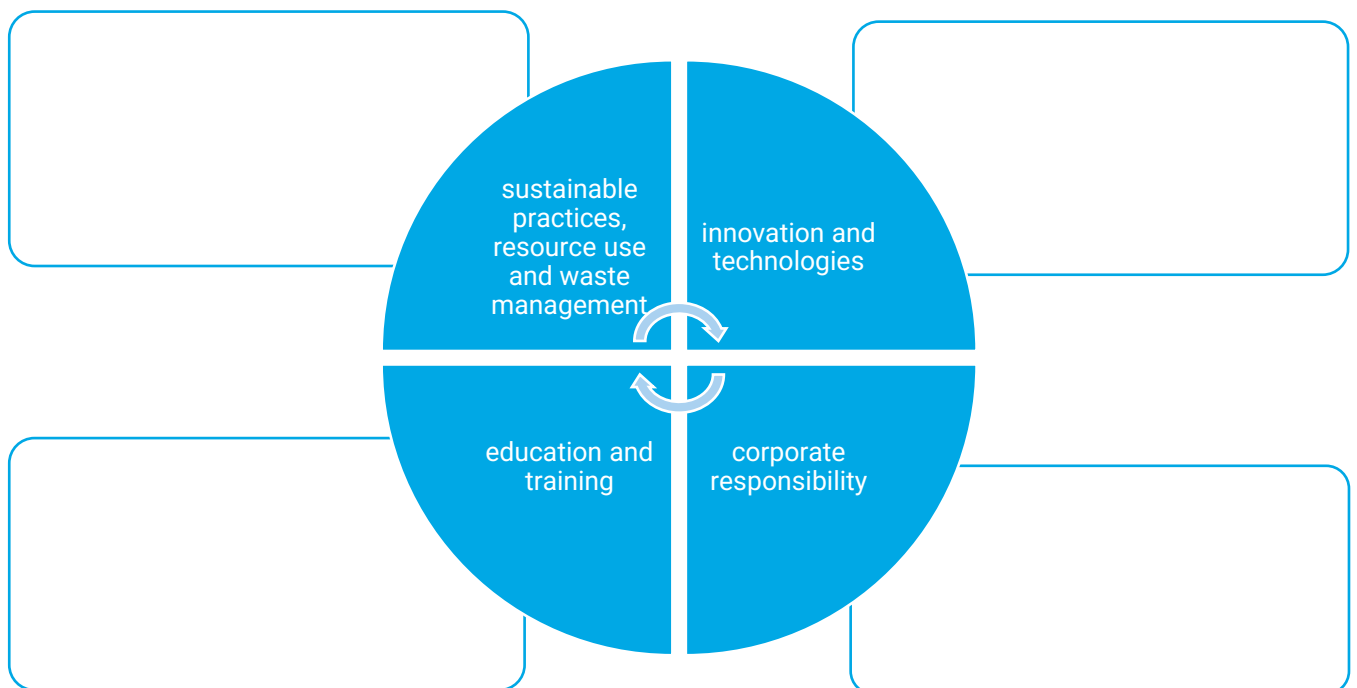 sustainable
practices,
resource use
and waste
management
innovation and
technologies
education and
training
corporate
responsibility